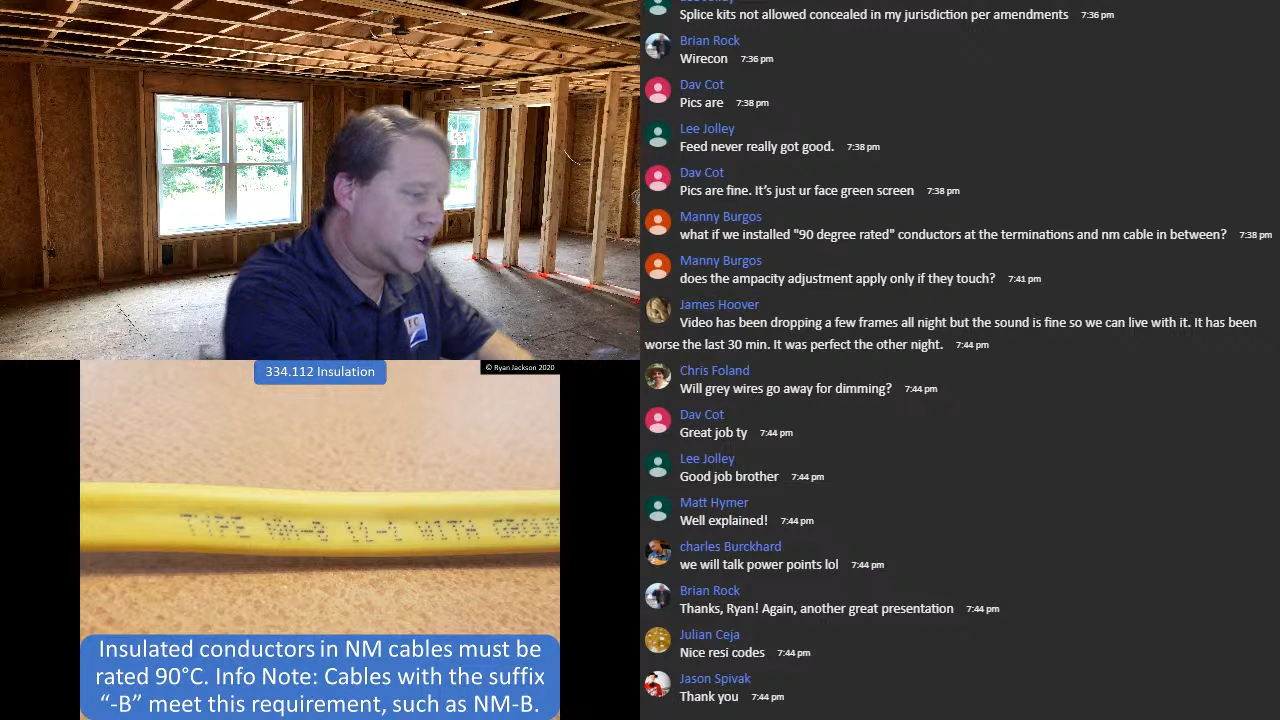 334.112 Insulation
© Ryan Jackson 2020
TYPE NM-B
WITH
Insulated conductors in NM cables must be
rated 90°C. Info Note: Cables with the suffix
“-B” meet this requirement, such as NM-B.
Splice kits not allowed concealed in my jurisdiction per amendments 7:36 pm
Brian Rock
Wirecon 7:36 pm
Dav Cot
Pics are 7:38 pm
Lee Jolley
Feed never really got good. 7:38 pm
Dav Cot
Pics are fine. It’s just ur face green screen 7:38 pm
Manny Burgos
what if we installed "90 degree rated" conductors at the terminations and nm cable in between? 7:38 pm
Manny Burgos
does the ampacity adjustment apply only if they touch? 7:41 pm
James Hoover
Video has been dropping a few frames all night but the sound is fine so we can live with it. It has been
worse the last 30 min. It was perfect the other night. 7:44 pm
Chris Foland
Will grey wires go away for dimming? 7:44 pm
Dav Cot
Great job ty 7:44 pm
Lee Jolley
Good job brother 7:44 pm
Matt Hymer
Well explained! 7:44 pm
charles Burckhard
we will talk power points lol 7:44 pm
Brian Rock
Thanks, Ryan! Again, another great presentation 7:44 pm
Julian Ceja
Nice resi codes 7:44 pm
Jason Spivak
Thank you 7:44 pm